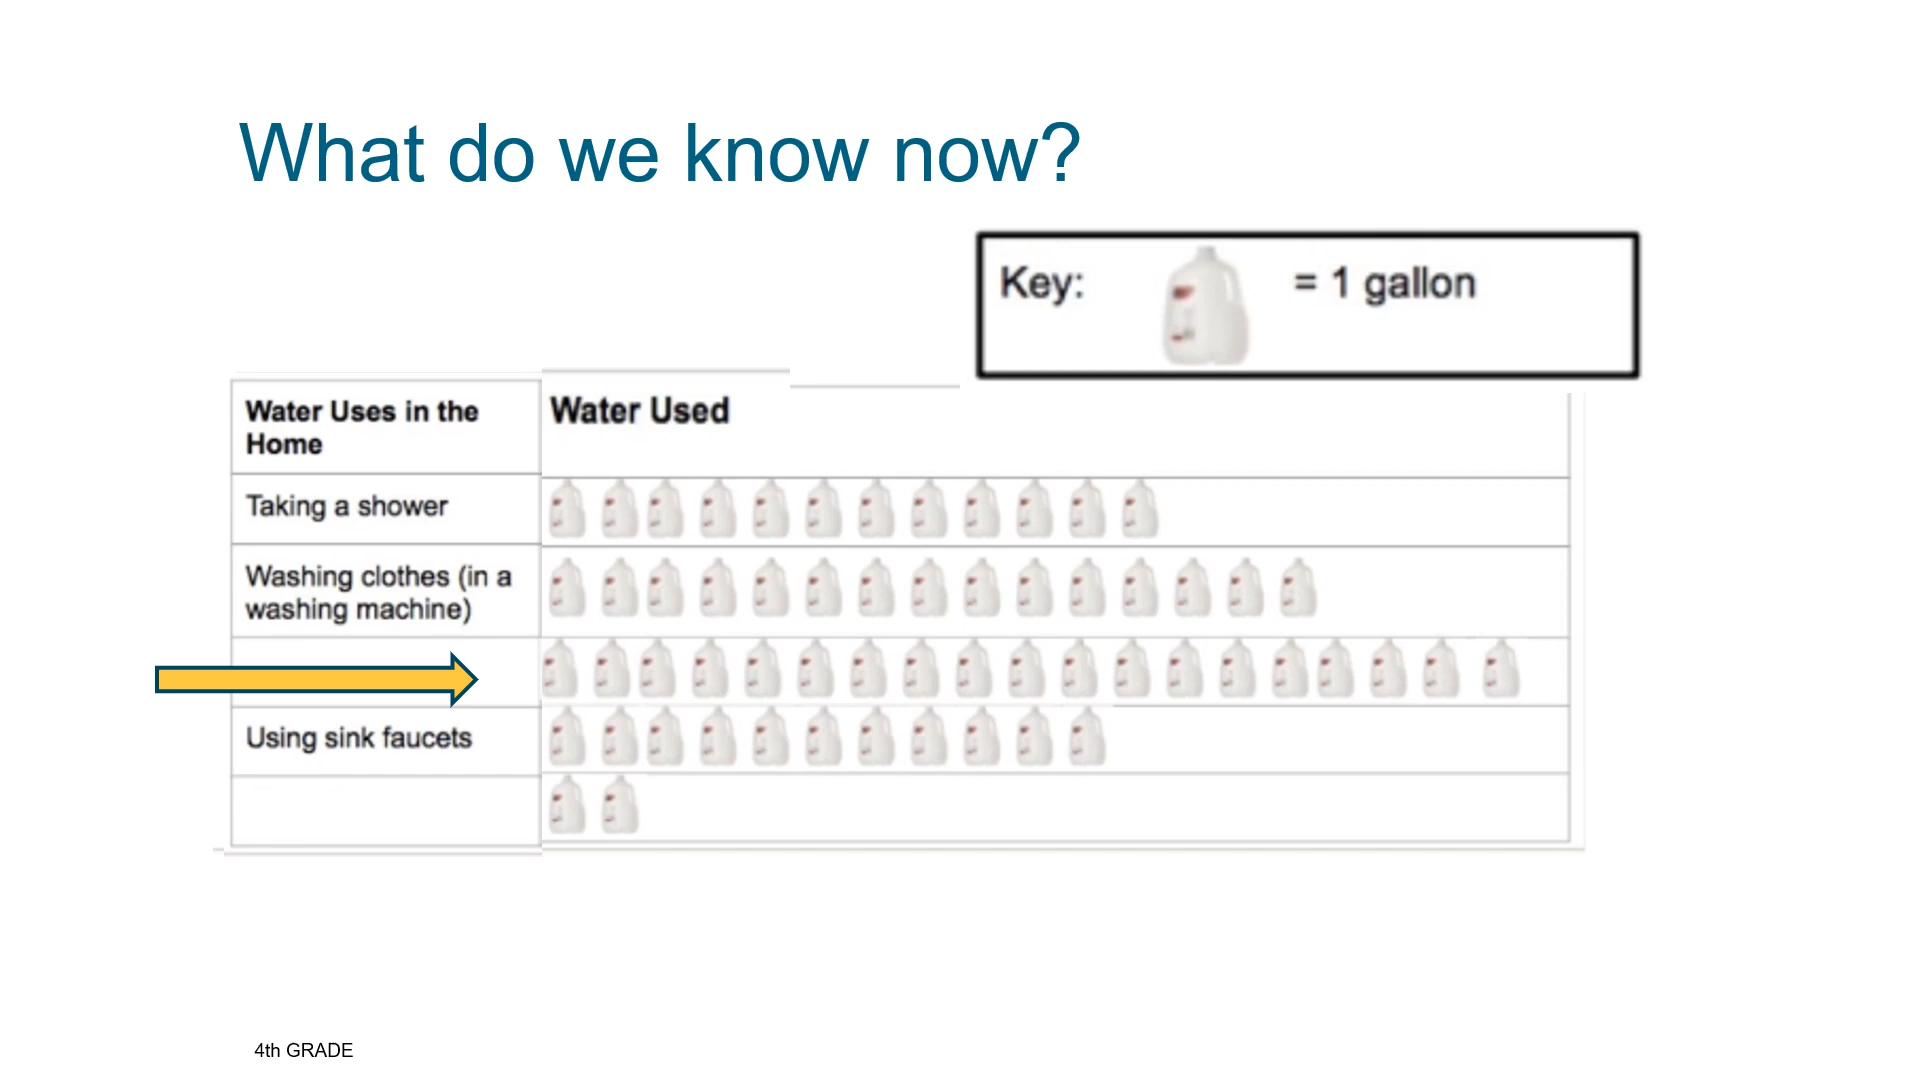 What do we know now?
Key: = 1 gallon
Water Uses in the
Home
Water Used
Taking a shower
Washing clothes (in a
washing machine)
Using sink faucets
4th GRADE